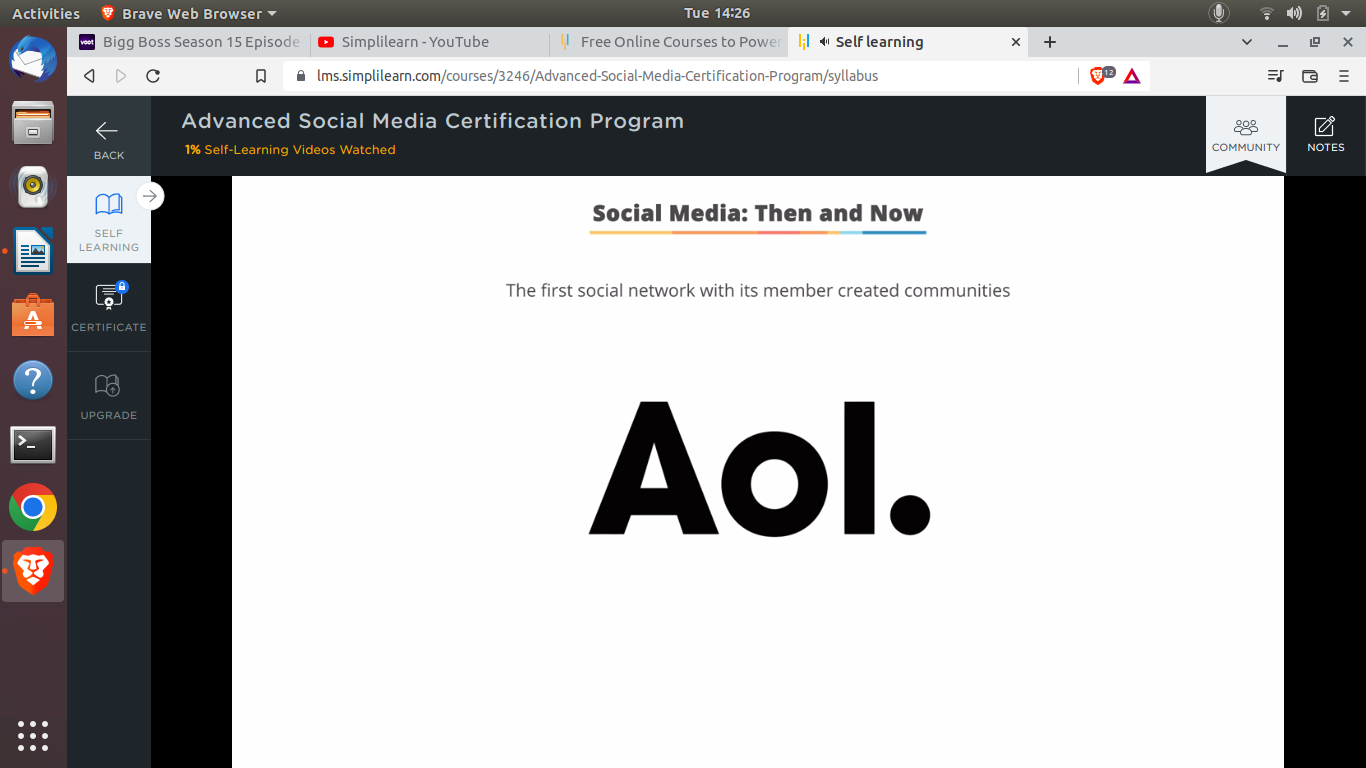 Activities
Brave Web Browser
Tue 14:26
voot
Bigg Boss Season 15 Episode
Simplilearn - YouTube
Free Online Courses to Power
Self learning
lms.simplilearn.com/courses/3246/Advanced-Social-Media-Certification-Program/syllabus
12
BACK
Advanced Social Media Certification Program
1% Self-Learning Videos Watched
COMMUNITY
NOTES
SELF
LEARNING
CERTIFICATE
UPGRADE
Social Media: Then and Now
The first social network with its member created communities
Aol.